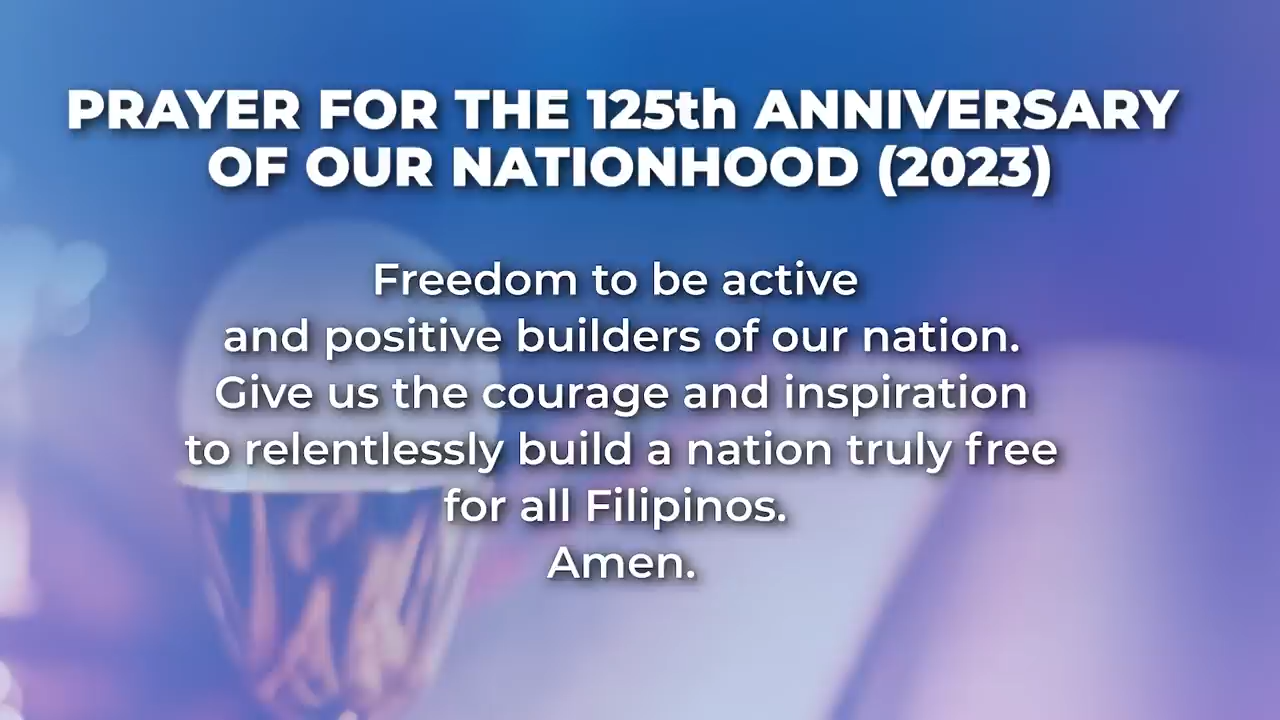 PRAYER FOR THE 125th ANNIVERSARY
OF OUR NATIONHOOD (2023)
Freedom to be active
and positive builders of our nation.
Give us the courage and inspiration
to relentlessly build a nation truly free
for all Filipinos.
Amen.